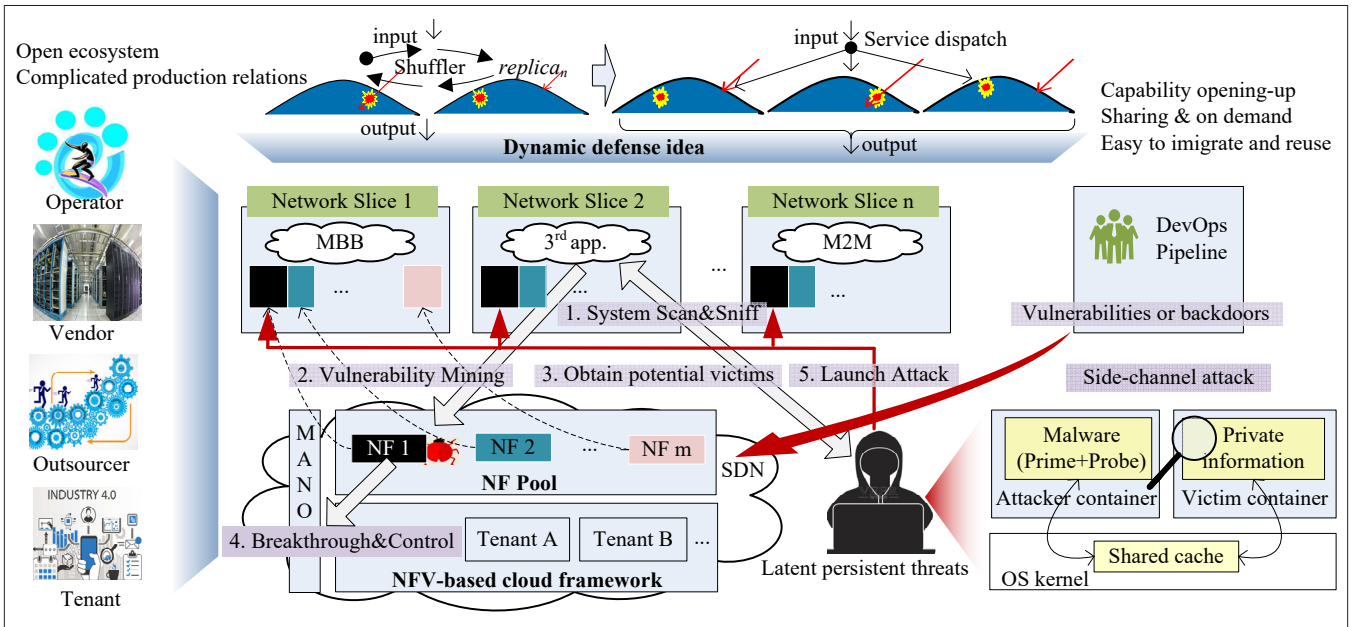 Open ecosystem
Complicated production relations
input
Shuffler
replican
output
input
Service dispatch
output
Capability opening-up
Sharing & on demand
Easy to imigrate and reuse
Dynamic defense idea
Operator
Vendor
Outsourcer
INDUSTRY 4.0
Tenant
Network Slice 1
MBB
...
Network Slice 2
3rd app.
...
...
Network Slice n
M2M
...
DevOps
Pipeline
1. System Scan&Sniff
Vulnerabilities or backdoors
2. Vulnerability Mining
3. Obtain potential victims
5. Launch Attack
Side-channel attack
MANO
NF 1
NF 2
...
NF m
NF Pool
SDN
4. Breakthrough&Control
Tenant A
Tenant B
...
NFV-based cloud framework
Latent persistent threats
Malware
(Prime+Probe)
Attacker container
Private
information
Victim container
Shared cache
OS kernel